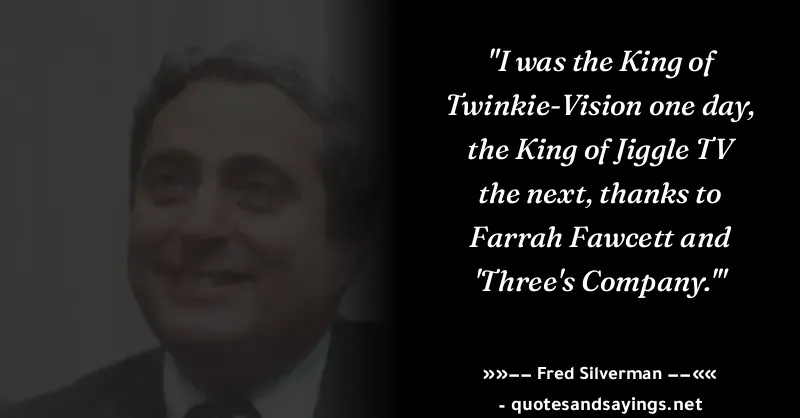 "I was the King of
Twinkie-Vision one day,
the King of Jiggle TV
the next, thanks to
Farrah Fawcett and
'Three's Company.'"
»»−− Fred Silverman −−««
- quotesandsayings.net